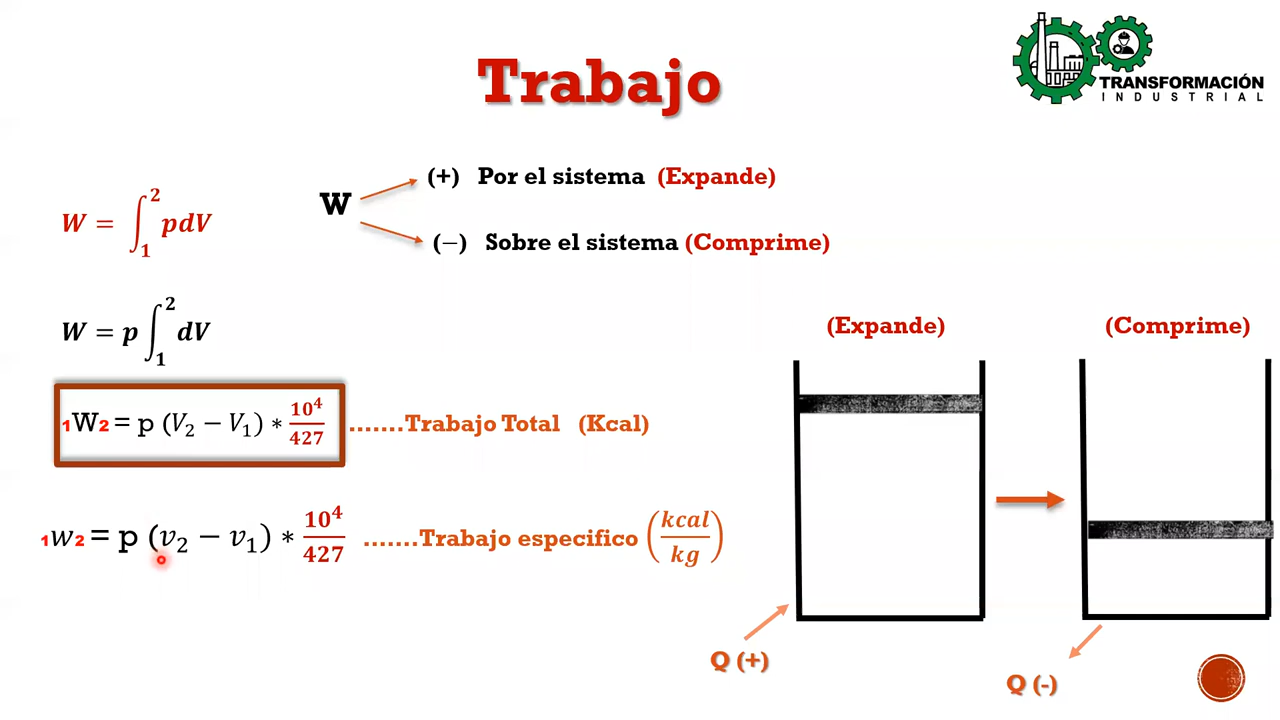 Trabajo
TRANSFORMACIÓN
INDUSTRIAL
W = ∫₁² pdV
W
(+) Por el sistema (Expande)
(−) Sobre el sistema (Comprime)
W = p ∫₁² dV
₁W₂ = p (V₂ − V₁) * 10⁴/427 .......Trabajo Total (Kcal)
₁w₂ = p (v₂ − v₁) * 10⁴/427 .......Trabajo especifico (kcal/kg)
(Expande)
(Comprime)
Q (+)
Q (-)